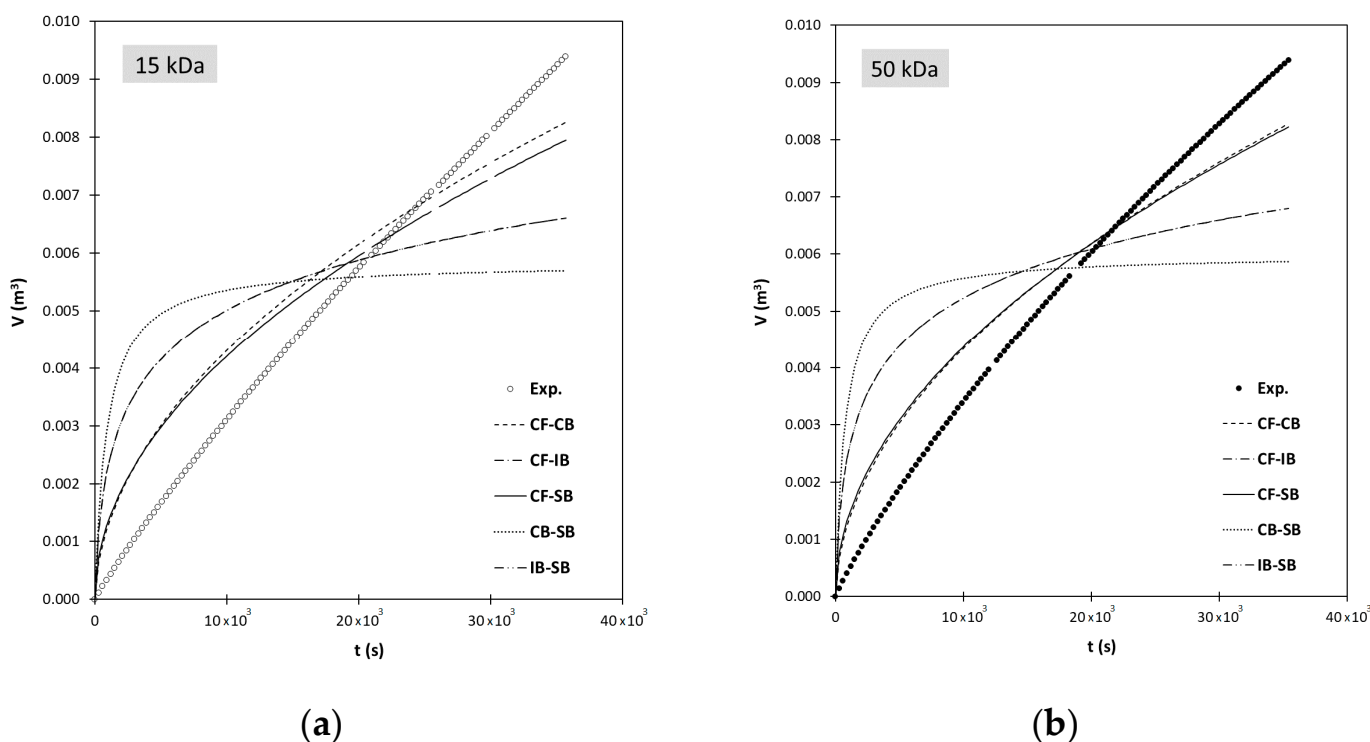 15 kDa
V (m³)
0.010
0.009
0.008
0.007
0.006
0.005
0.004
0.003
0.002
0.001
0.000
Exp.
CF-CB
CF-IB
CF-SB
CB-SB
IB-SB
0 10×10³ 20×10³ 30×10³ 40×10³
t (s)
(a)
50 kDa
V (m³)
0.010
0.009
0.008
0.007
0.006
0.005
0.004
0.003
0.002
0.001
0.000
Exp.
CF-CB
CF-IB
CF-SB
CB-SB
IB-SB
0 10×10³ 20×10³ 30×10³ 40×10³
t (s)
(b)